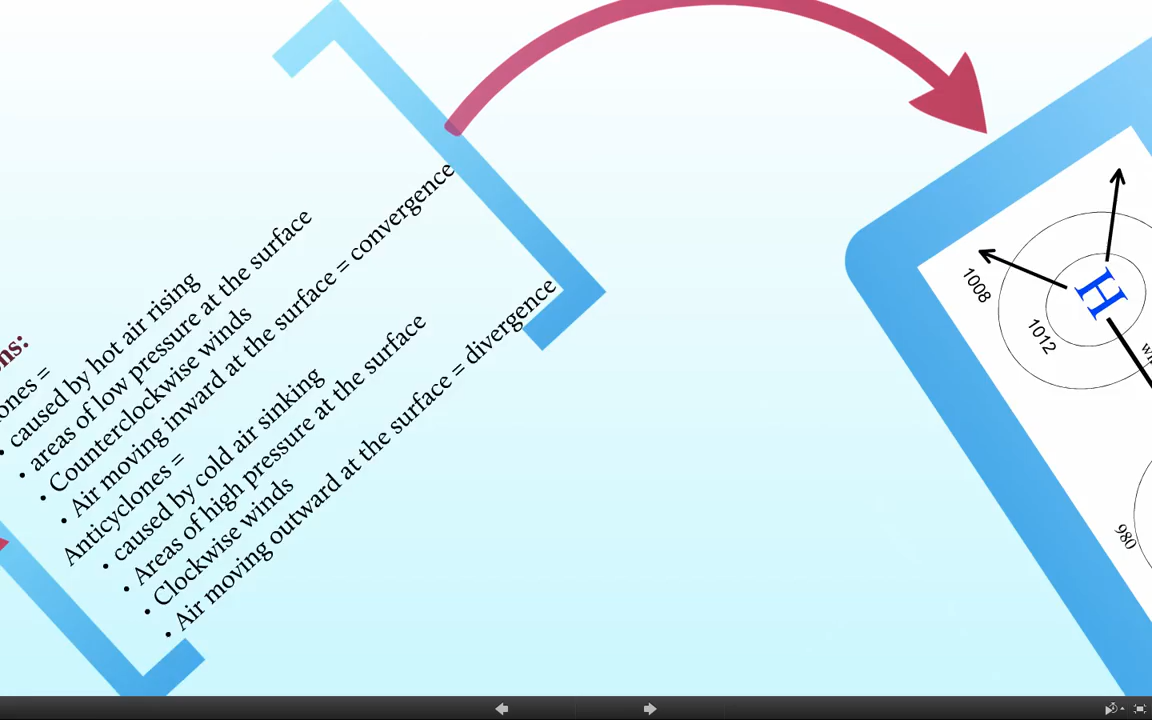 ons:
ones =
• caused by hot air rising
• areas of low pressure at the surface
• Counterclockwise winds
• Air moving inward at the surface = convergence
Anticyclones =
• caused by cold air sinking
• Areas of high pressure at the surface
• Clockwise winds
• Air moving outward at the surface = divergence
H
1008
1012
980